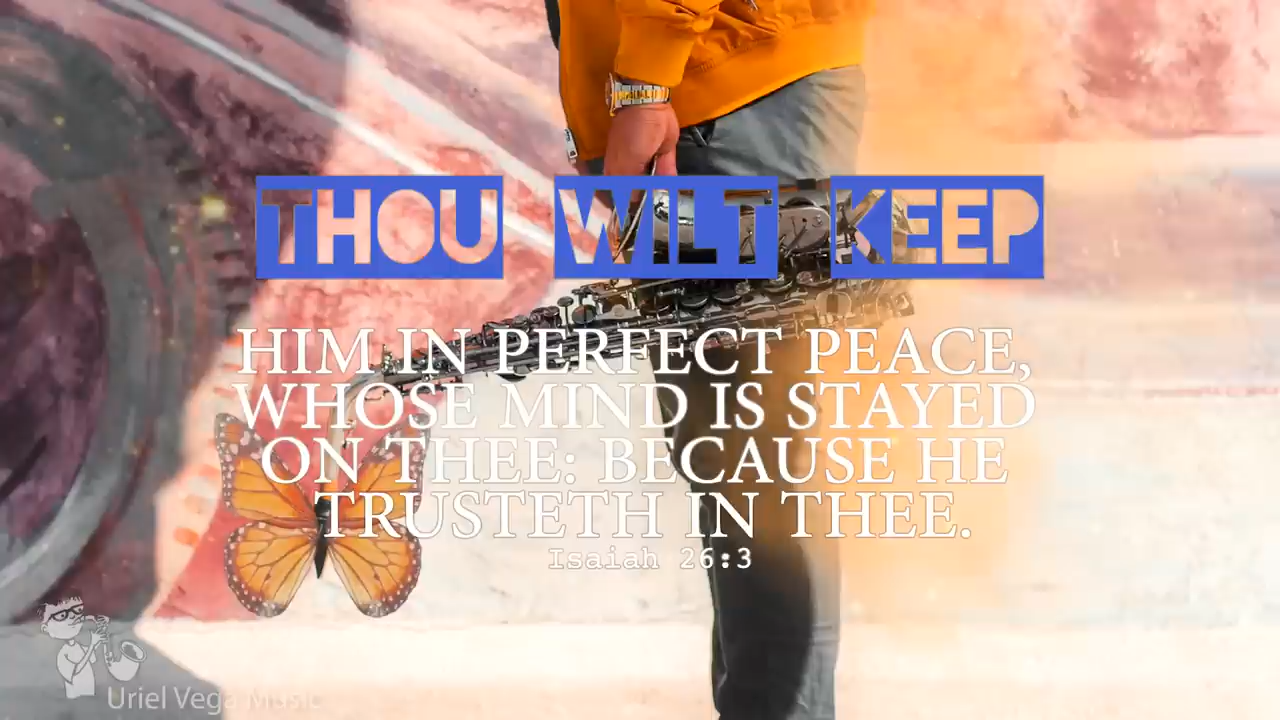 THOU WILT KEEP
HIM IN PERFECT PEACE,
WHOSE MIND IS STAYED
ON THEE: BECAUSE HE
TRUSTETH IN THEE.
Isaiah 26:3
Uriel Vega Music